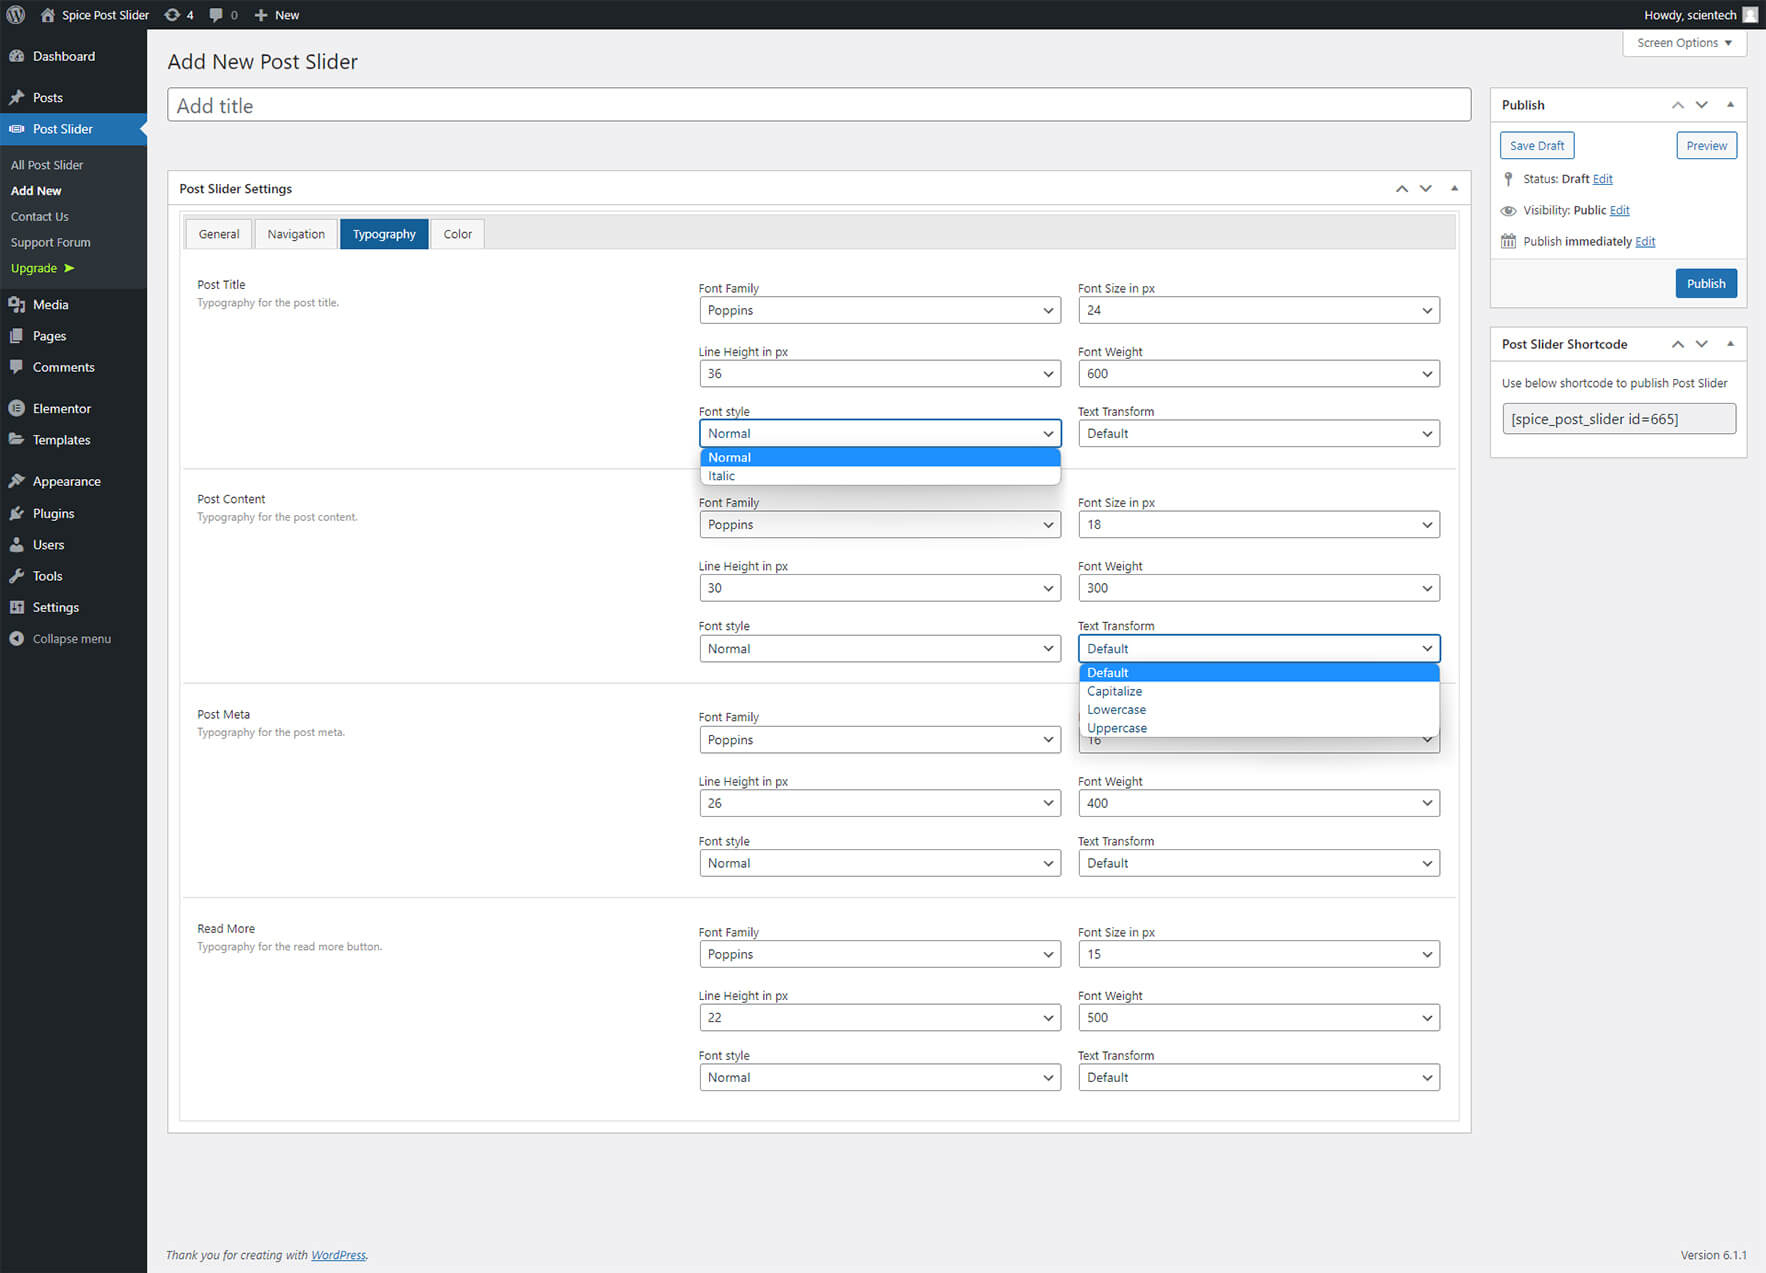 Spice Post Slider 4 0 New Howdy, scientech
Screen Options
Dashboard
Posts
Post Slider
All Post Slider
Add New
Contact Us
Support Forum
Upgrade
Media
Pages
Comments
Elementor
Templates
Appearance
Plugins
Users
Tools
Settings
Collapse menu
Add New Post Slider
Add title
Post Slider Settings
General Navigation Typography Color
Post Title
Typography for the post title.
Font Family Font Size in px
Poppins 24
Line Height in px Font Weight
36 600
Font style Text Transform
Normal Default
Normal
Italic
Post Content
Typography for the post content.
Font Family Font Size in px
Poppins 18
Line Height in px Font Weight
30 300
Font style Text Transform
Normal Default
Default
Capitalize
Lowercase
Uppercase
Post Meta
Typography for the post meta.
Font Family
Poppins 16
Line Height in px Font Weight
26 400
Font style Text Transform
Normal Default
Read More
Typography for the read more button.
Font Family Font Size in px
Poppins 15
Line Height in px Font Weight
22 500
Font style Text Transform
Normal Default
Publish
Save Draft Preview
Status: Draft Edit
Visibility: Public Edit
Publish immediately Edit
Publish
Post Slider Shortcode
Use below shortcode to publish Post Slider
[spice_post_slider id=665]
Thank you for creating with WordPress.
Version 6.1.1